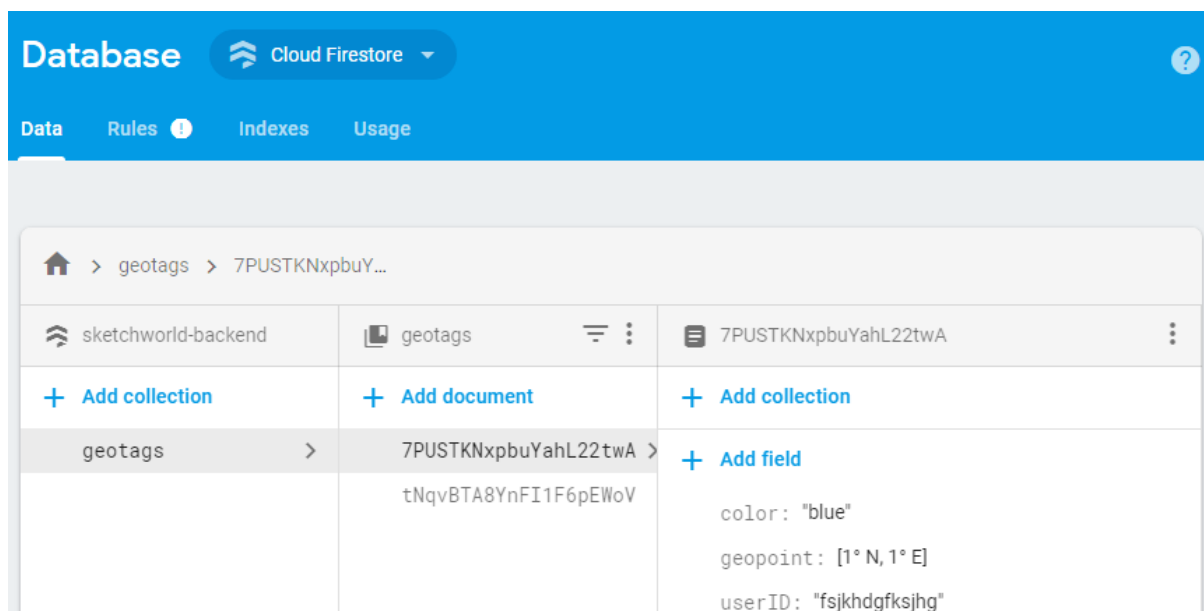 Database Cloud Firestore ?
Data Rules ! Indexes Usage
> geotags > 7PUSTKNxpbuY…
sketchworld-backend geotags 7PUSTKNxpbuYahL22twA
+ Add collection + Add document + Add collection
geotags > 7PUSTKNxpbuYahL22twA > + Add field
tNqvBTA8YnFI1F6pEWoV
color: "blue"
geopoint: [1° N, 1° E]
userID: "fsjkhdgfksjhg"